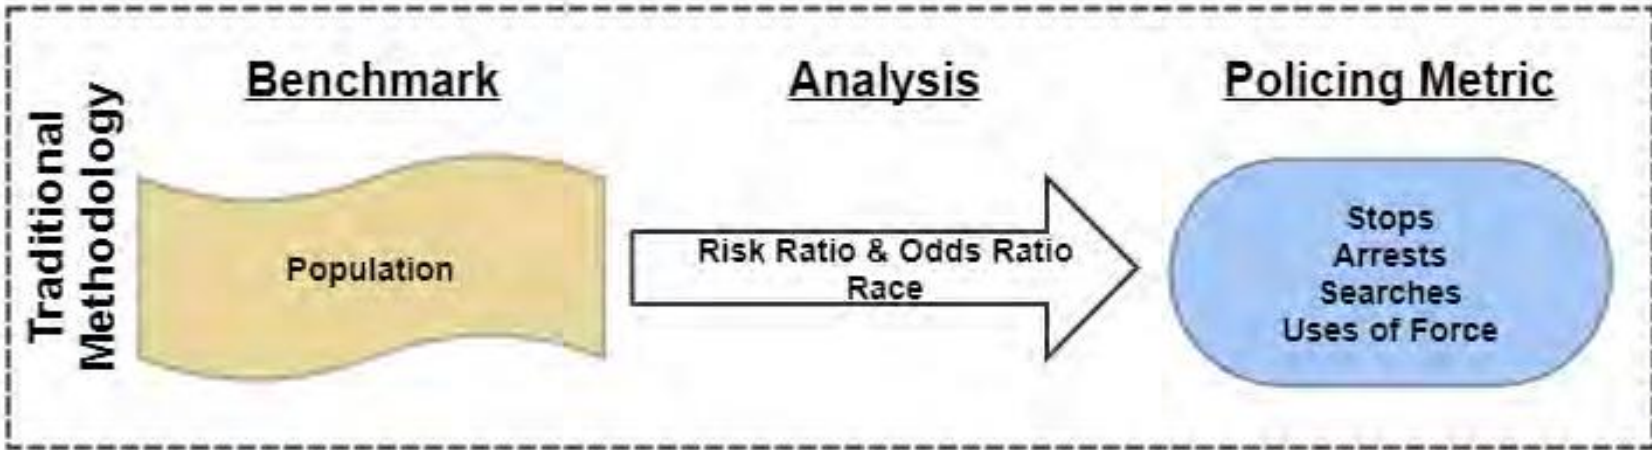 Traditional
Methodology
Benchmark
Population
Analysis
Risk Ratio & Odds Ratio
Race
Policing Metric
Stops
Arrests
Searches
Uses of Force